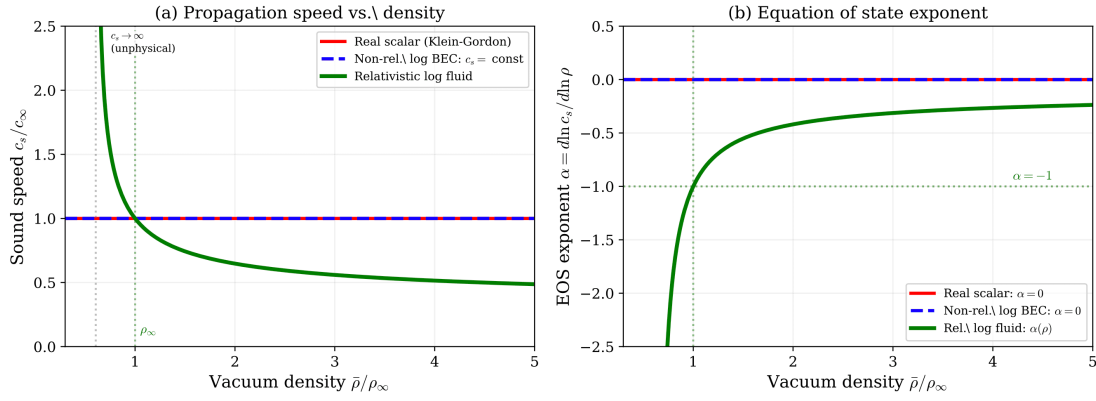 (a) Propagation speed vs.\ density
Sound speed c_s/c_∞
2.5
2.0
1.5
1.0
0.5
0.0
c_s → ∞
(unphysical)
Real scalar (Klein-Gordon)
Non-rel.\ log BEC: c_s = const
Relativistic log fluid
ρ_∞
1
2
3
4
5
Vacuum density ρ̄/ρ_∞
(b) Equation of state exponent
EOS exponent α = dln c_s/dln ρ
0.0
−0.5
−1.0
−1.5
−2.0
−2.5
α = −1
Real scalar: α = 0
Non-rel.\ log BEC: α = 0
Rel.\ log fluid: α(ρ)
1
2
3
4
5
Vacuum density ρ̄/ρ_∞